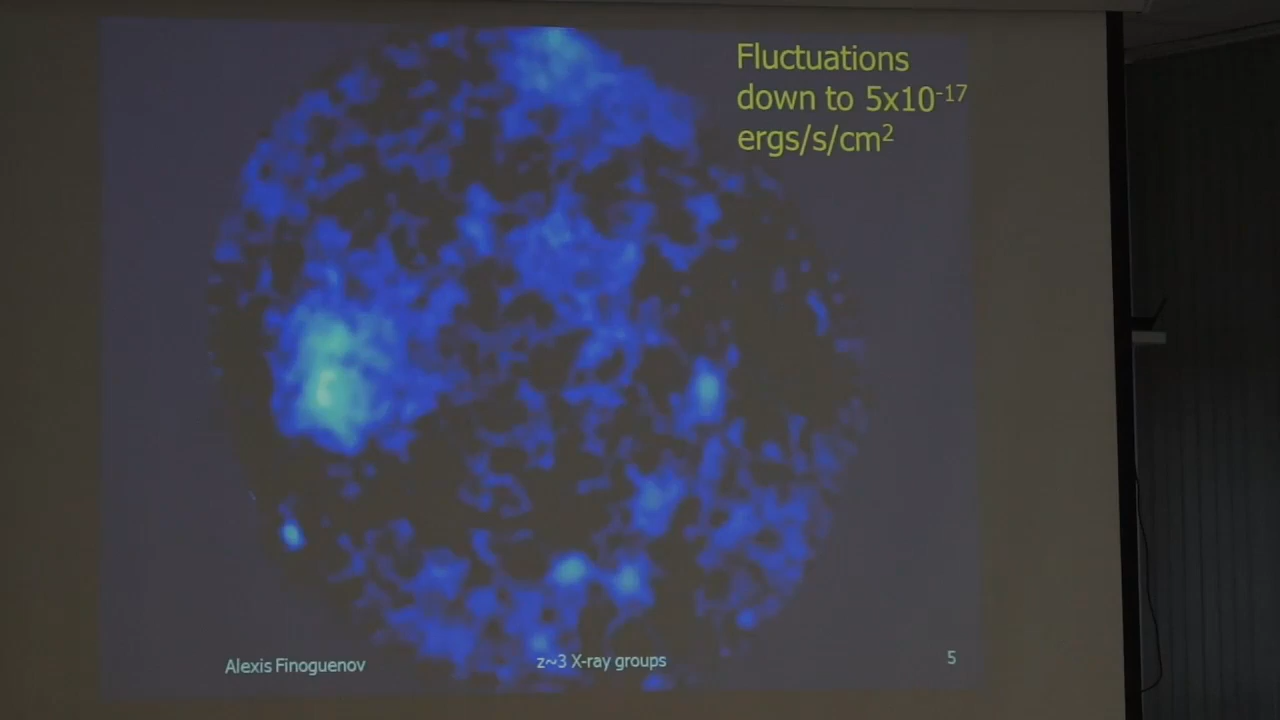 Fluctuations
down to 5x10⁻¹⁷
ergs/s/cm²
Alexis Finoguenov
z~3 X-ray groups
5